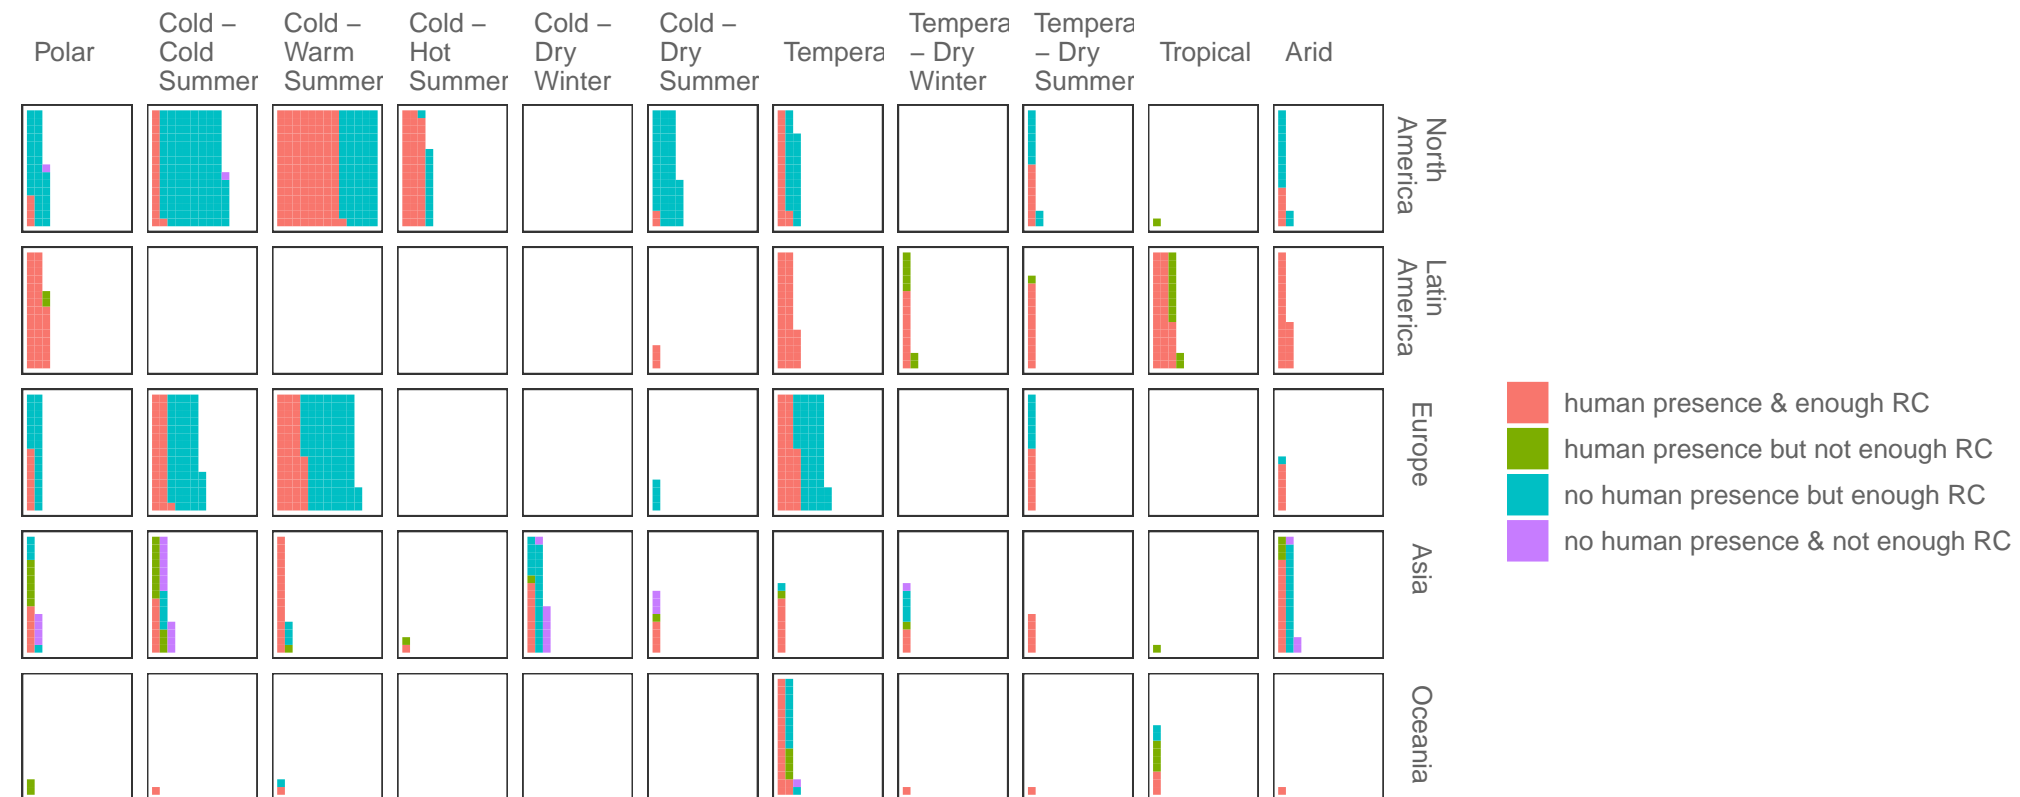 Polar
Cold –
Cold
Summer
Cold –
Warm
Summer
Cold –
Hot
Summer
Cold –
Dry
Winter
Cold –
Dry
Summer
Tempera
Tempera
– Dry
Winter
Tempera
– Dry
Summer
Tropical
Arid
North
America
Latin
America
Europe
Asia
Oceania
human presence & enough RC
human presence but not enough RC
no human presence but enough RC
no human presence & not enough RC